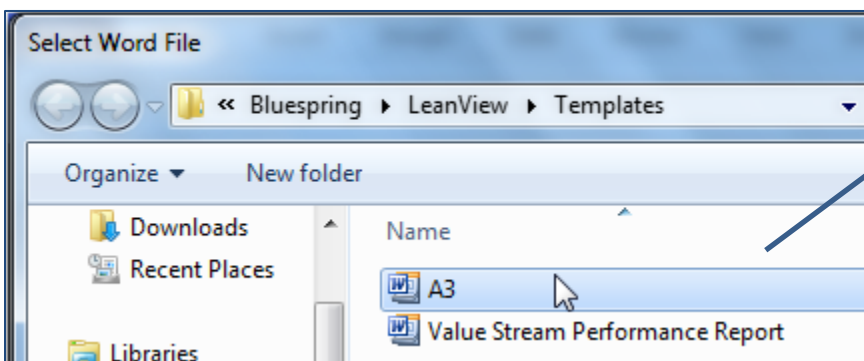 Select Word File
« Bluespring LeanView Templates
Organize New folder
Downloads
Recent Places
Libraries
Name
A3
Value Stream Performance Report